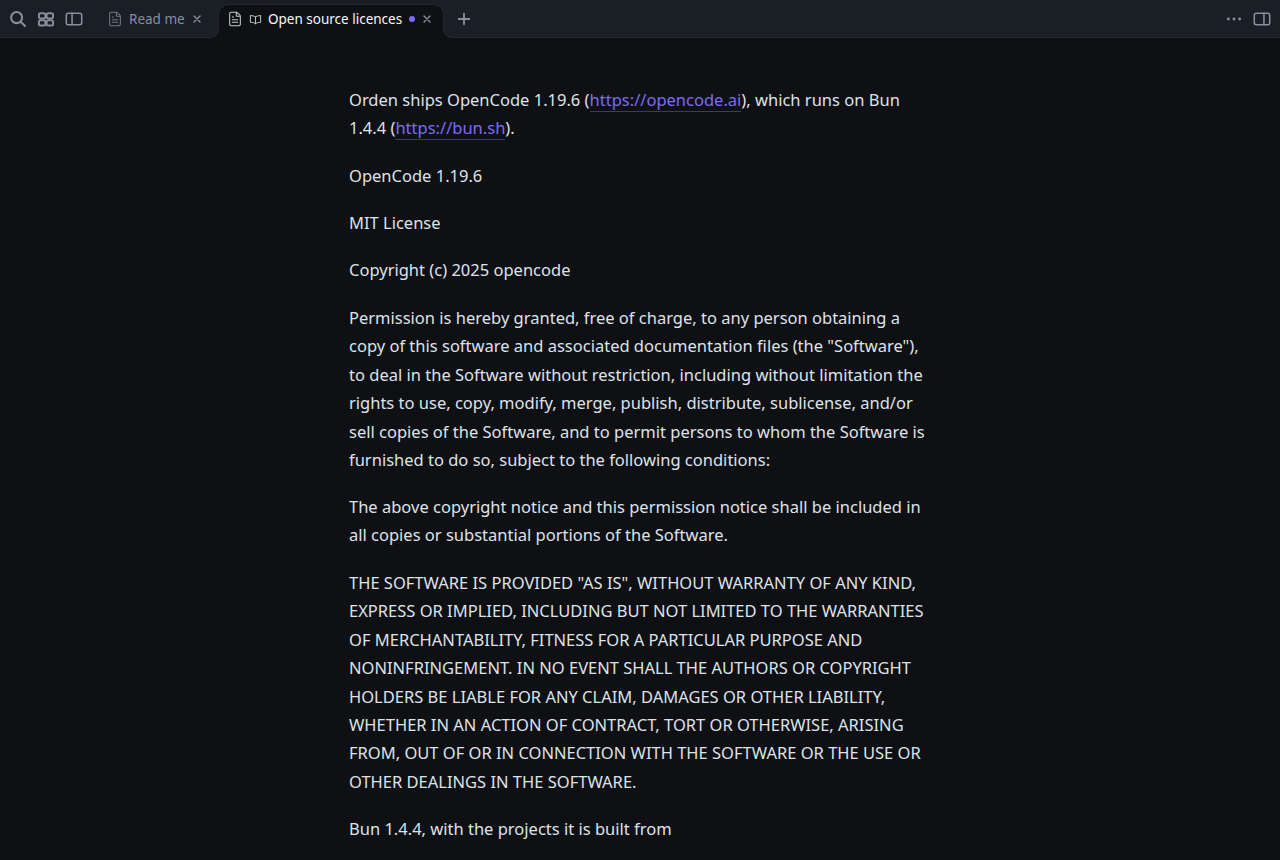 Read me
Open source licences
Orden ships OpenCode 1.19.6 (https://opencode.ai), which runs on Bun
1.4.4 (https://bun.sh).
OpenCode 1.19.6
MIT License
Copyright (c) 2025 opencode
Permission is hereby granted, free of charge, to any person obtaining a
copy of this software and associated documentation files (the "Software"),
to deal in the Software without restriction, including without limitation the
rights to use, copy, modify, merge, publish, distribute, sublicense, and/or
sell copies of the Software, and to permit persons to whom the Software is
furnished to do so, subject to the following conditions:
The above copyright notice and this permission notice shall be included in
all copies or substantial portions of the Software.
THE SOFTWARE IS PROVIDED "AS IS", WITHOUT WARRANTY OF ANY KIND,
EXPRESS OR IMPLIED, INCLUDING BUT NOT LIMITED TO THE WARRANTIES
OF MERCHANTABILITY, FITNESS FOR A PARTICULAR PURPOSE AND
NONINFRINGEMENT. IN NO EVENT SHALL THE AUTHORS OR COPYRIGHT
HOLDERS BE LIABLE FOR ANY CLAIM, DAMAGES OR OTHER LIABILITY,
WHETHER IN AN ACTION OF CONTRACT, TORT OR OTHERWISE, ARISING
FROM, OUT OF OR IN CONNECTION WITH THE SOFTWARE OR THE USE OR
OTHER DEALINGS IN THE SOFTWARE.
Bun 1.4.4, with the projects it is built from